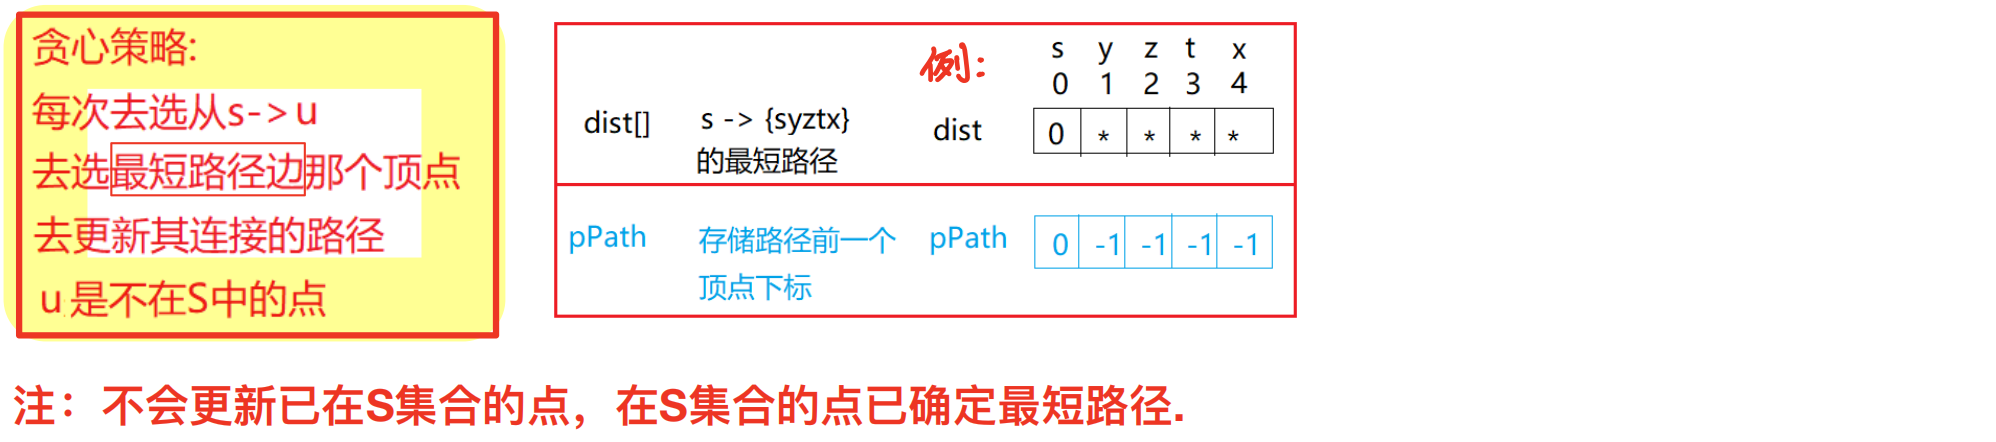 贪心策略:
每次去选从s->u
去选最短路径边那个顶点
去更新其连接的路径
u是不在S中的点
例:
s y z t x
0 1 2 3 4
dist[] s -> {syztx}
的最短路径
dist 0 * * * *
pPath 存储路径前一个
顶点下标
pPath 0 -1 -1 -1 -1
注：不会更新已在S集合的点，在S集合的点已确定最短路径.